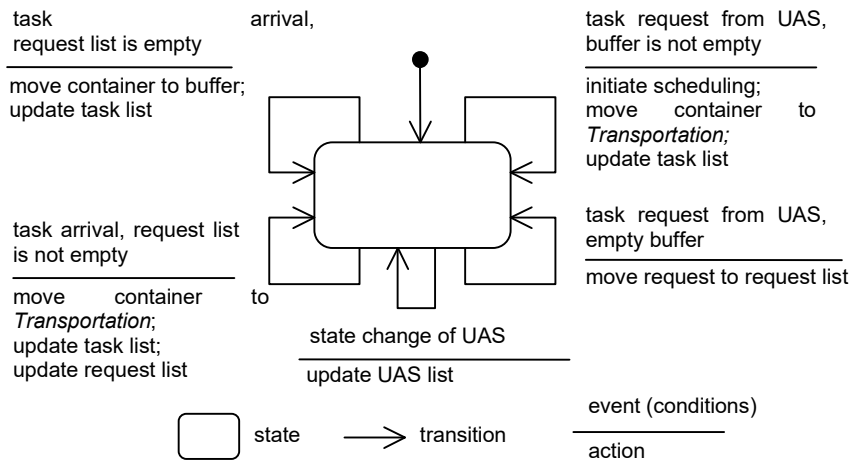 task arrival,
request list is empty
move container to buffer;
update task list
task request from UAS,
buffer is not empty
initiate scheduling;
move container to
Transportation;
update task list
task arrival, request list
is not empty
move container to
Transportation;
update task list;
update request list
task request from UAS,
empty buffer
move request to request list
state change of UAS
update UAS list
state
transition
event (conditions)
action